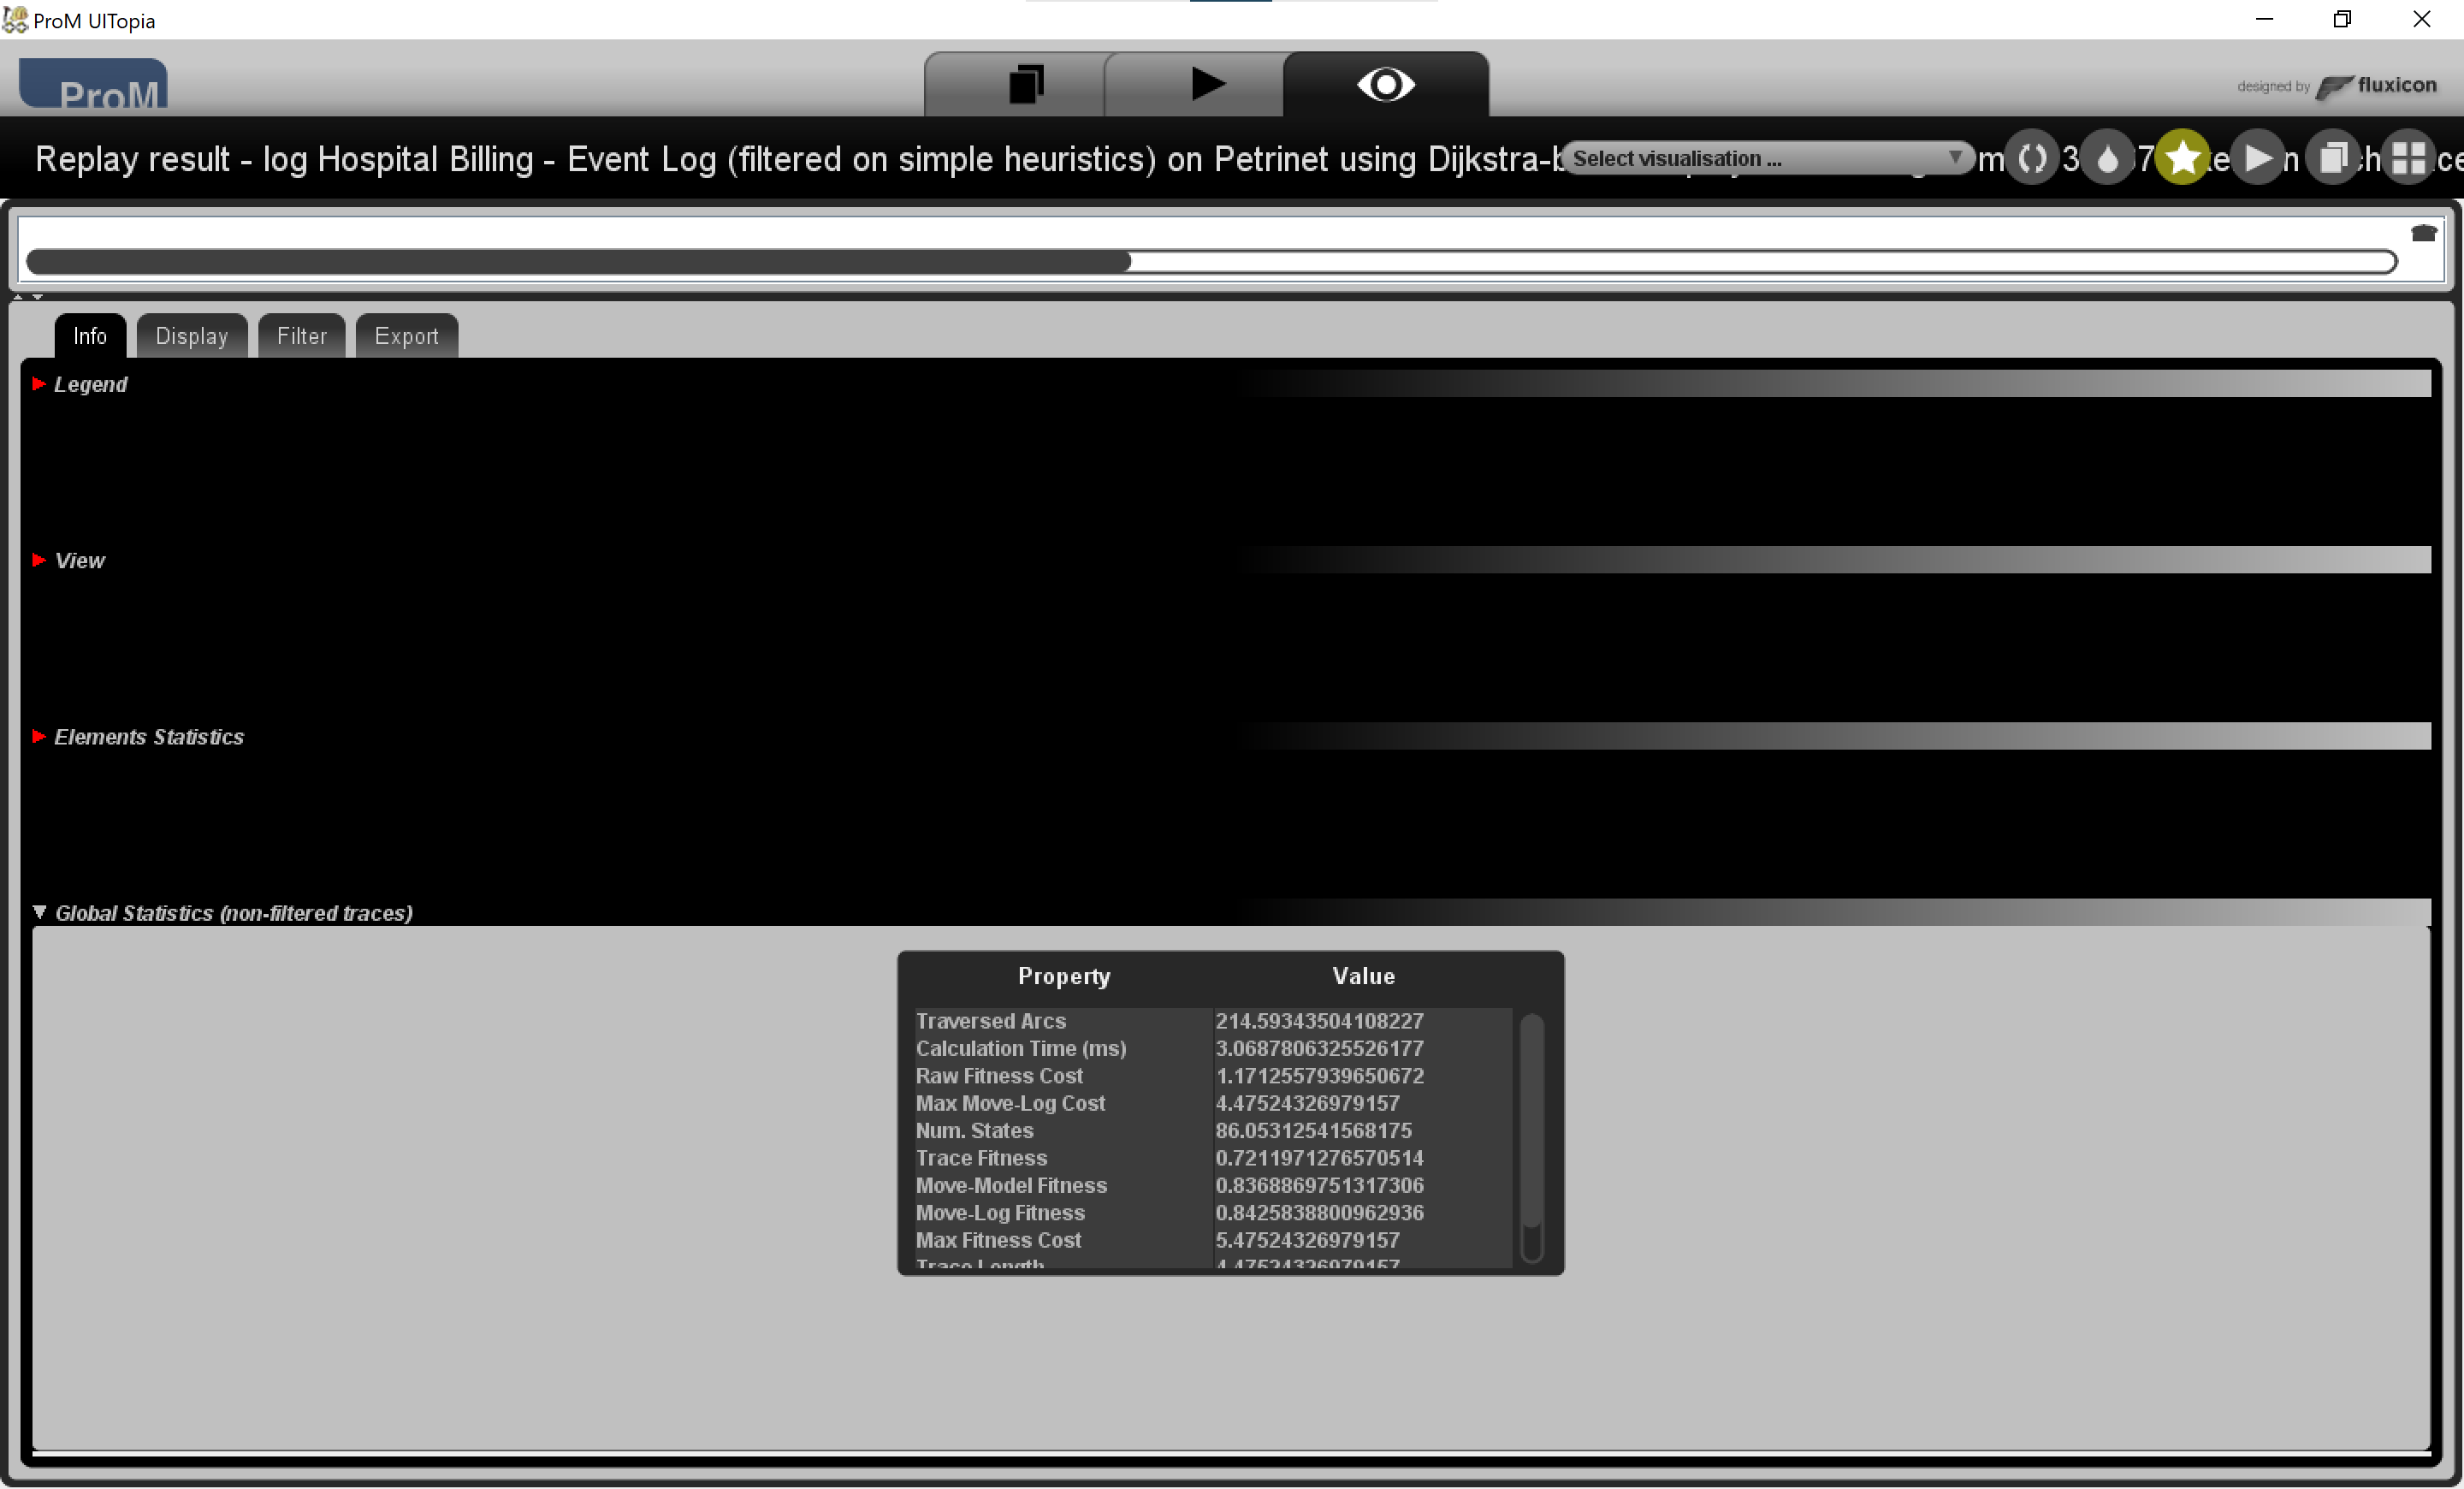 ProM UITopia
ProM
designed by fluxicon
Replay result - log Hospital Billing - Event Log (filtered on simple heuristics) on Petrinet using Dijkstra-b
Select visualisation ...
Info
Display
Filter
Export
Legend
View
Elements Statistics
Global Statistics (non-filtered traces)
Property Value
Traversed Arcs 214.59343504108227
Calculation Time (ms) 3.0687806325526177
Raw Fitness Cost 1.1712557939650672
Max Move-Log Cost 4.47524326979157
Num. States 86.05312541568175
Trace Fitness 0.7211971276570514
Move-Model Fitness 0.8368869751317306
Move-Log Fitness 0.8425838800962936
Max Fitness Cost 5.47524326979157
Trace Length 4.47524326979157